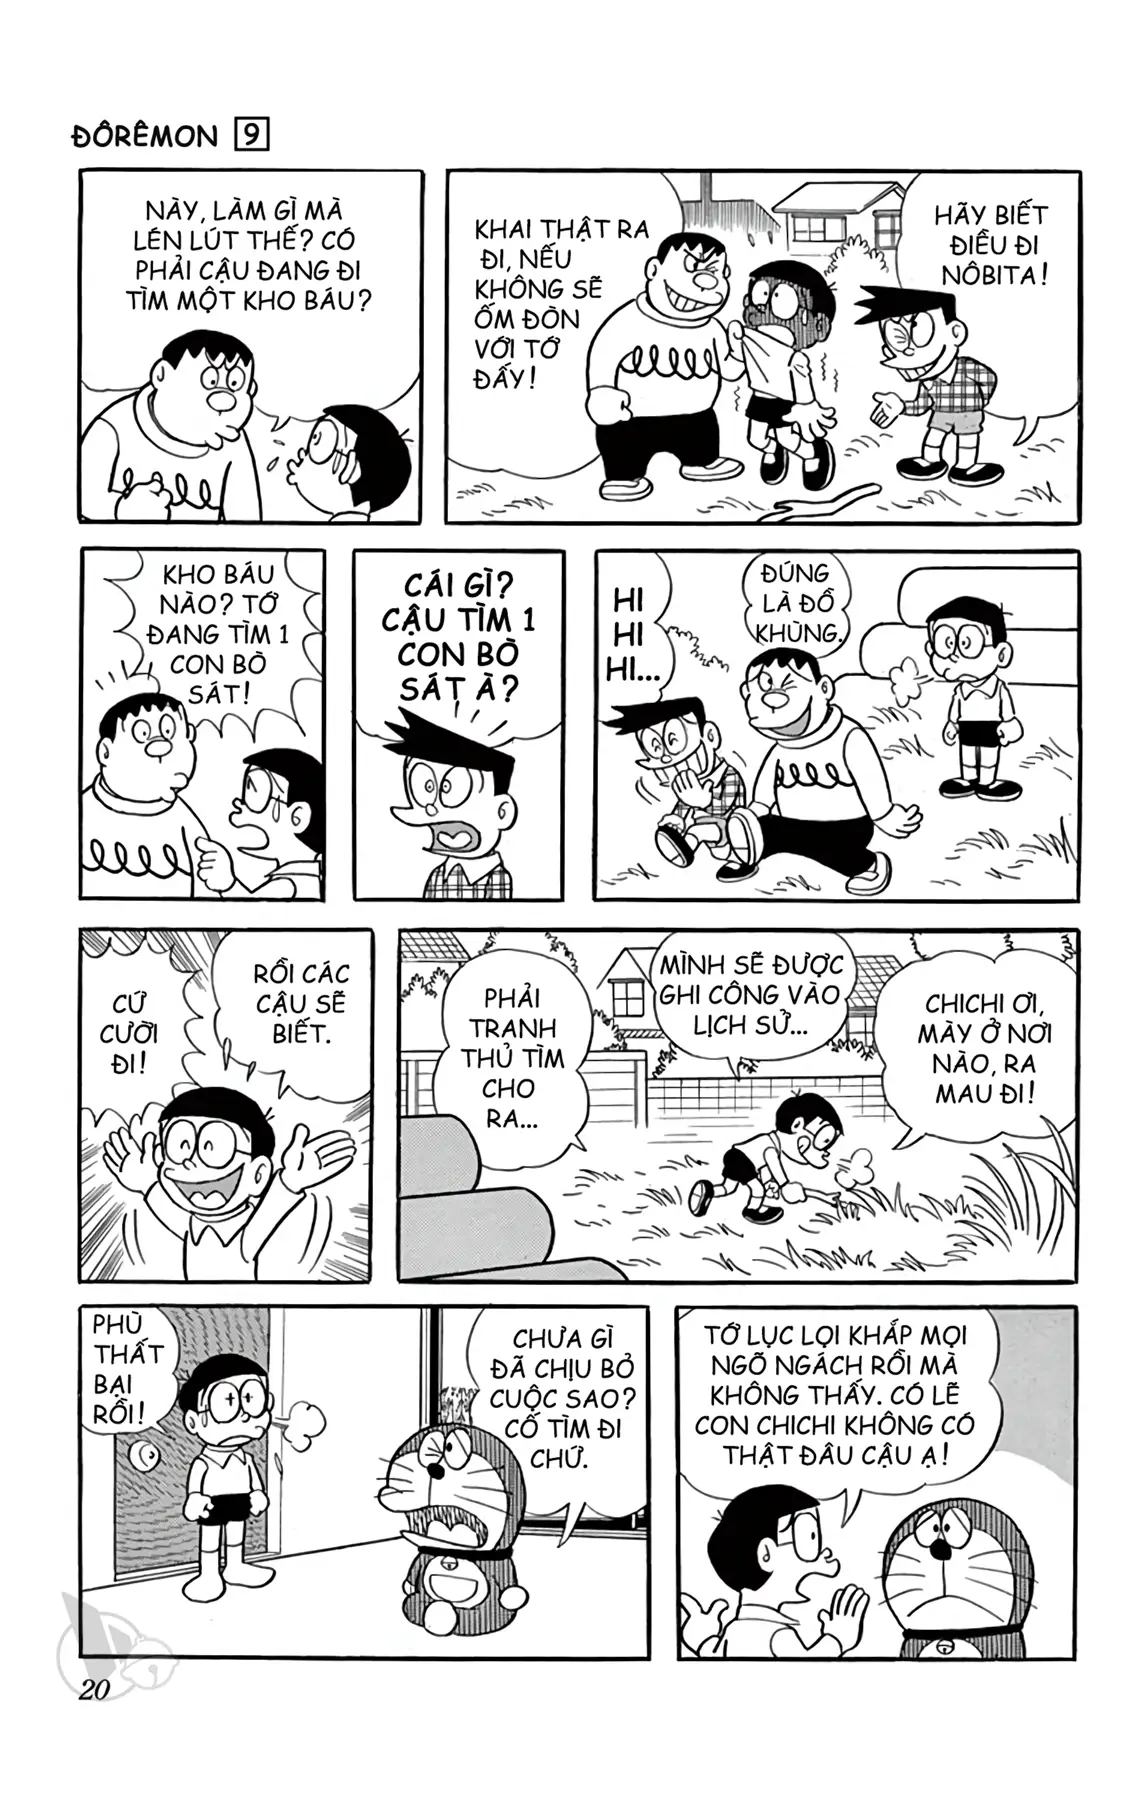 ĐÔRÊMON 9
NÀY, LÀM GÌ MÀ
LÉN LÚT THẾ? CÓ
PHẢI CẬU ĐANG ĐI
TÌM MỘT KHO BÁU?
KHAI THẬT RA
ĐI, NẾU
KHÔNG SẼ
ỐM ĐÒN
VỚI TỚ
ĐẤY!
HÃY BIẾT
ĐIỀU ĐI
NÔBITA!
KHO BÁU
NÀO? TỚ
ĐANG TÌM 1
CON BÒ
SÁT!
CÁI GÌ?
CẬU TÌM 1
CON BÒ
SÁT À?
HI
HI
HI...
ĐÚNG
LÀ ĐỒ
KHÙNG.
CỨ
CƯỜI
ĐI!
RỒI CÁC
CẬU SẼ
BIẾT.
PHẢI
TRANH
THỦ TÌM
CHO
RA...
MÌNH SẼ ĐƯỢC
GHI CÔNG VÀO
LỊCH SỬ...
CHICHI ƠI,
MÀY Ở NƠI
NÀO, RA
MAU ĐI!
PHÙ
THẤT
BẠI
RỒI!
CHƯA GÌ
ĐÃ CHỊU BỎ
CUỘC SAO?
CỐ TÌM ĐI
CHỨ.
TỚ LỤC LỌI KHẮP MỌI
NGÕ NGÁCH RỒI MÀ
KHÔNG THẤY. CÓ LẼ
CON CHICHI KHÔNG CÓ
THẬT ĐÂU CẬU Ạ!
20